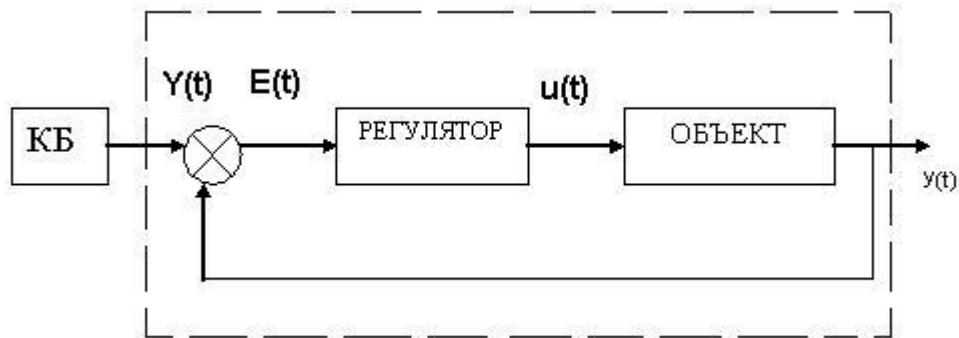 КБ
Y(t)
E(t)
РЕГУЛЯТОР
u(t)
ОБЪЕКТ
y(t)